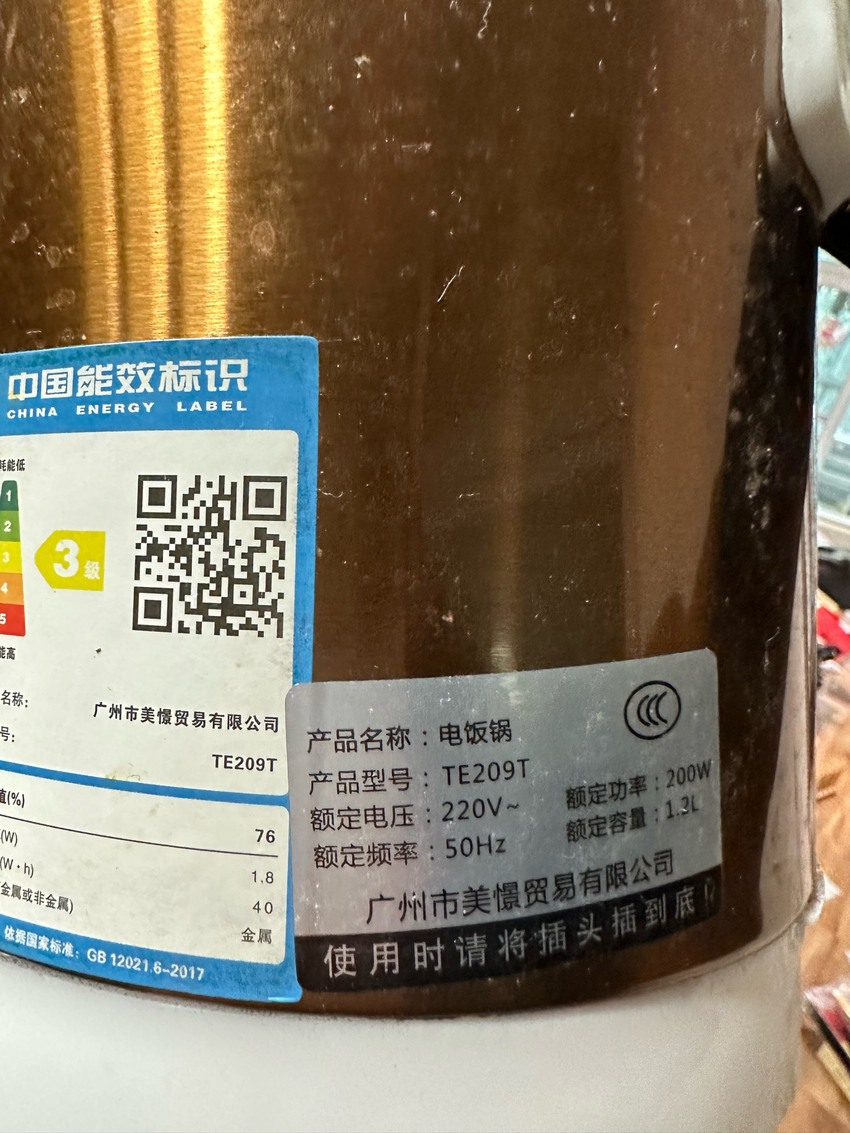 中国能效标识
CHINA ENERGY LABEL
耗能低
1
2
3
4
5
3级
能高
名称:
广州市美憬贸易有限公司
号:
TE209T
值(%)
76
(W)
1.8
(W·h)
40
金属或非金属)
金属
依据国家标准: GB 12021.6-2017
CCC
产品名称：电饭锅
产品型号：TE209T
额定电压：220V~
额定功率：200W
额定频率：50Hz
额定容量：1.3L
广州市美憬贸易有限公司
使用时请将插头插到底